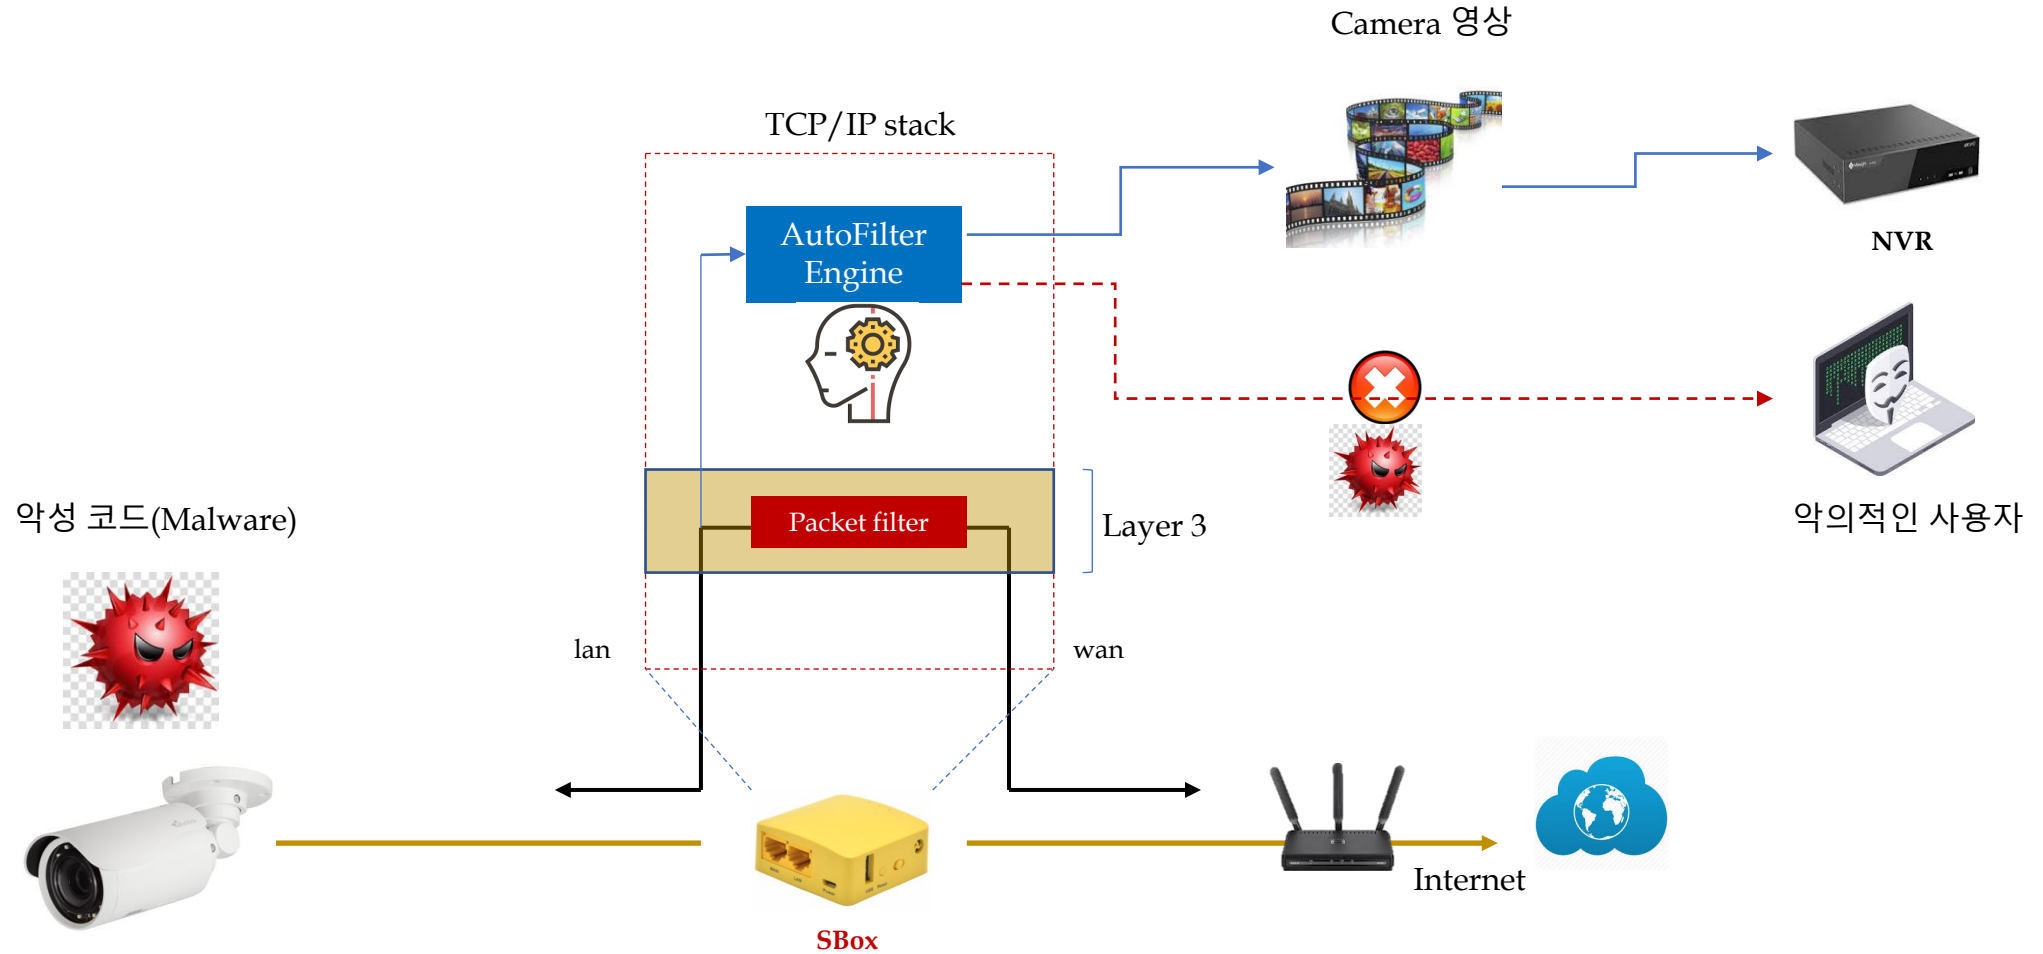 Camera 영상
TCP/IP stack
AutoFilter
Engine
NVR
Packet filter
Layer 3
악성 코드(Malware)
악의적인 사용자
lan
wan
Internet
SBox